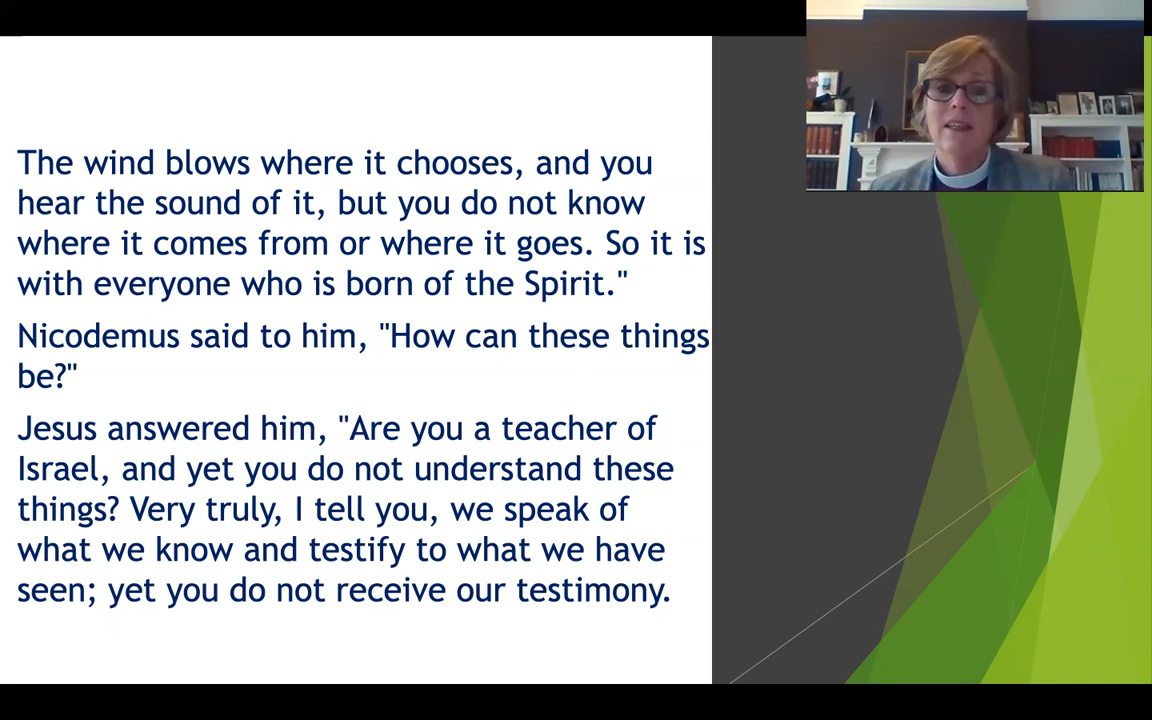 The wind blows where it chooses, and you
hear the sound of it, but you do not know
where it comes from or where it goes. So it is
with everyone who is born of the Spirit."
Nicodemus said to him, "How can these things
be?"
Jesus answered him, "Are you a teacher of
Israel, and yet you do not understand these
things? Very truly, I tell you, we speak of
what we know and testify to what we have
seen; yet you do not receive our testimony.